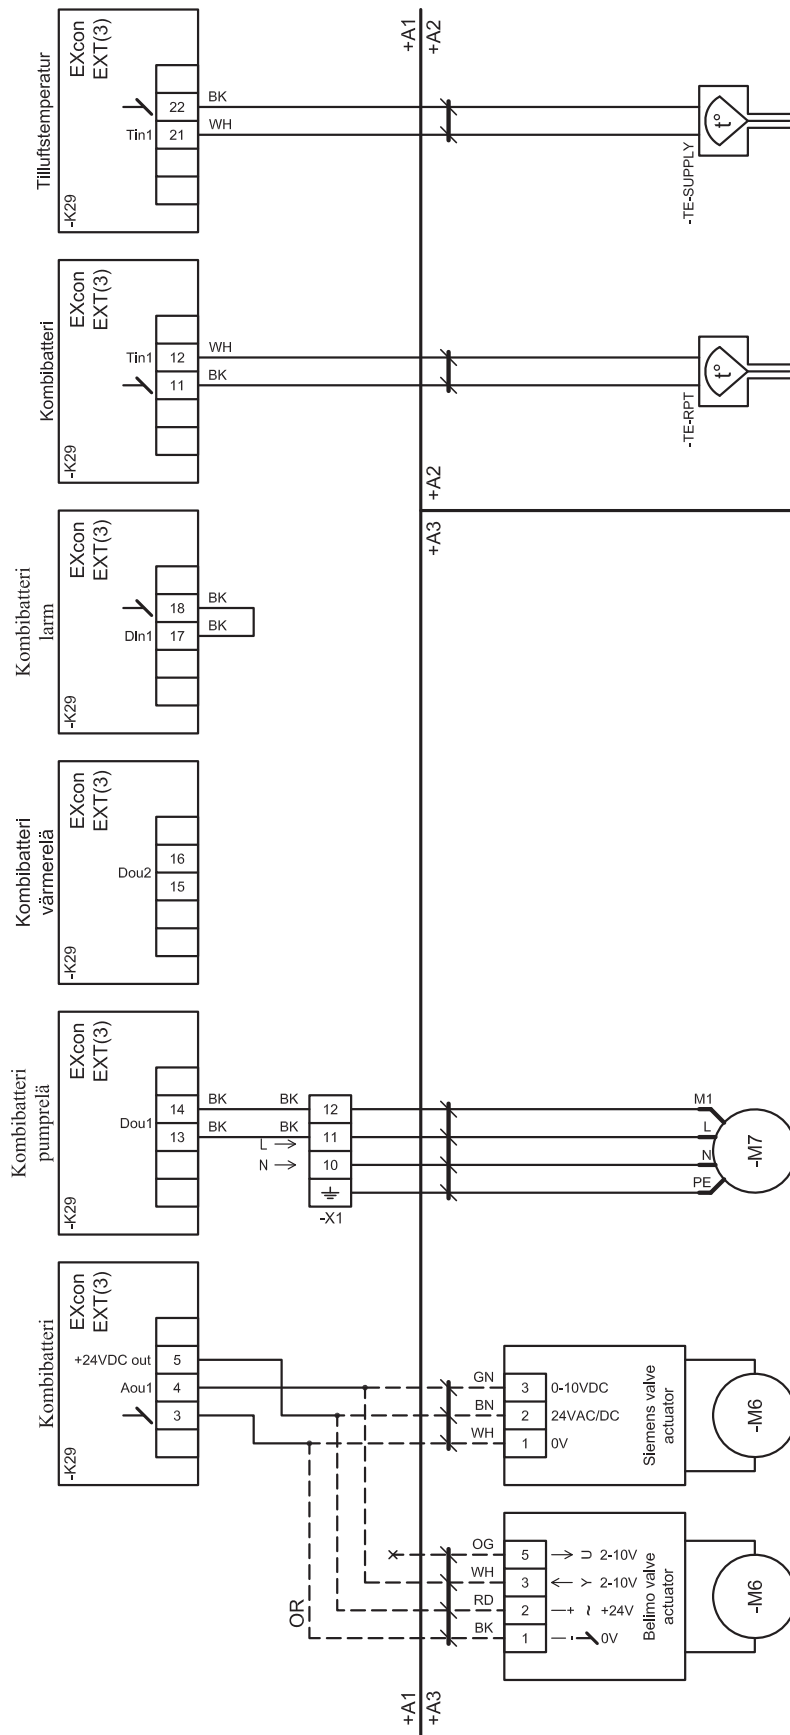 Tilluftstemperatur
-K29
EXcon
EXT(3)
22
BK
Tin1
21
WH
+A1
+A2
-TE-SUPPLY
t°
Kombibatteri
-K29
EXcon
EXT(3)
Tin1
12
WH
11
BK
-TE-RPT
t°
+A2
+A3
Kombibatteri
larm
-K29
EXcon
EXT(3)
18
BK
DIn1
17
BK
Kombibatteri
värmerelä
-K29
EXcon
EXT(3)
16
Dou2
15
Kombibatteri
pumprelä
-K29
EXcon
EXT(3)
14
BK
BK
12
Dou1
13
BK
BK
11
L →
N →
10
-X1
M1
L
N
PE
-M7
Kombibatteri
-K29
EXcon
EXT(3)
+24VDC out
5
Aou1
4
3
GN
3
0-10VDC
BN
2
24VAC/DC
WH
1
0V
Siemens valve
actuator
-M6
OR
OG
5
→ U 2-10V
WH
3
← Y 2-10V
RD
2
—+ ~ +24V
BK
1
—- 0V
Belimo valve
actuator
-M6
+A1
+A3